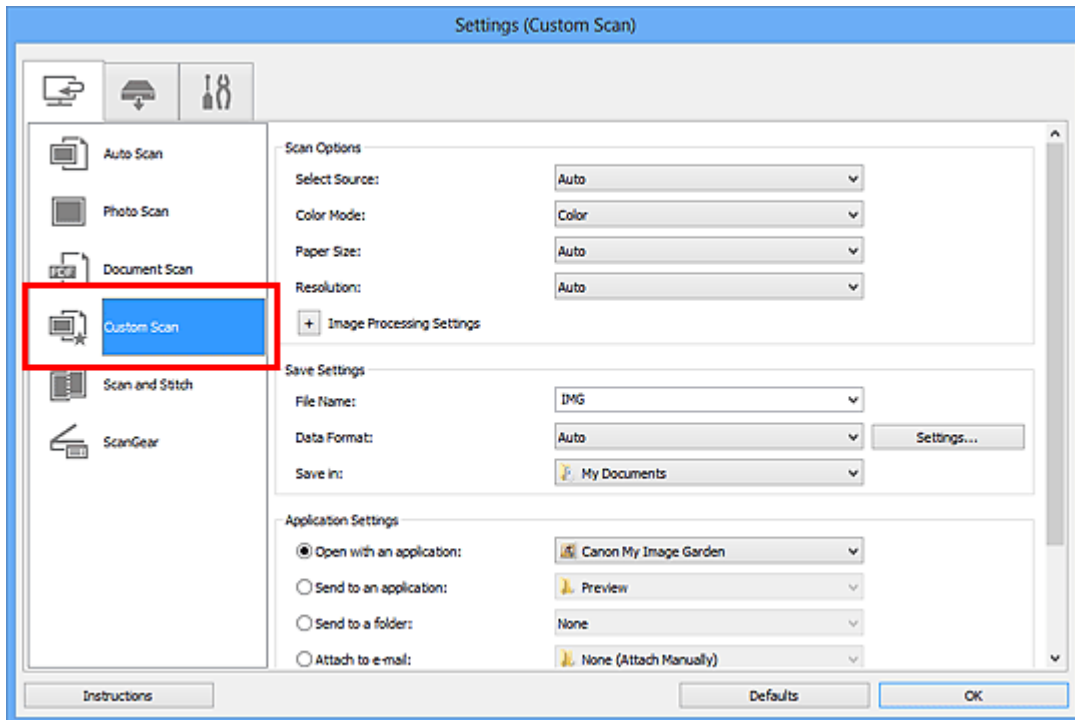 Settings (Custom Scan)
Auto Scan
Photo Scan
Document Scan
Custom Scan
Scan and Stitch
ScanGear
Scan Options
Select Source: Auto
Color Mode: Color
Paper Size: Auto
Resolution: Auto
+ Image Processing Settings
Save Settings
File Name: IMG
Data Format: Auto Settings...
Save in: My Documents
Application Settings
Open with an application: Canon My Image Garden
Send to an application: Preview
Send to a folder: None
Attach to e-mail: None (Attach Manually)
Instructions Defaults OK